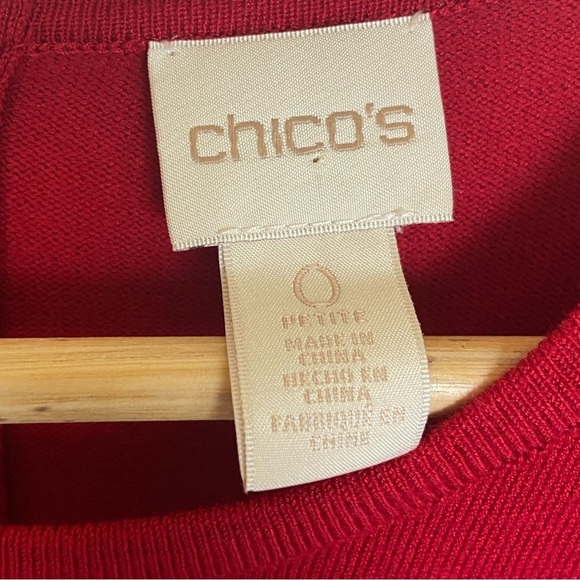 chico's
0
PETITE
MADE IN
CHINA
HECHO EN
CHINA
FABRIQUE EN
CHINE